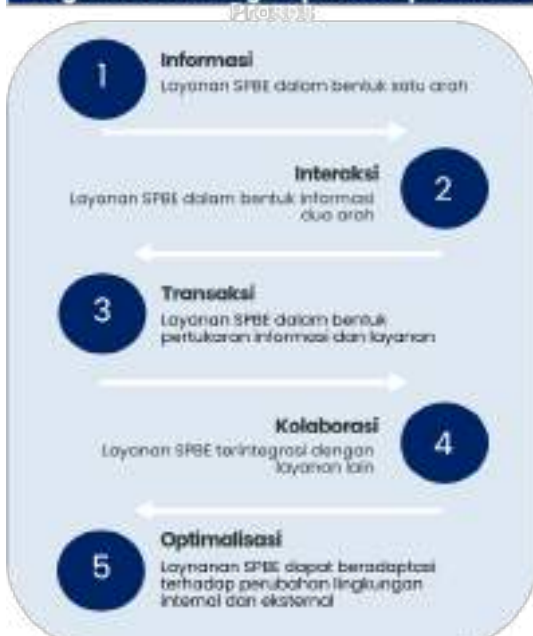 Proses
1
Informasi
Layanan SPBE dalam bentuk satu arah
Interaksi
Layanan SPBE dalam bentuk informasi
dua arah
2
3
Transaksi
Layanan SPBE dalam bentuk
pertukaran informasi dan layanan
Kolaborasi
Layanan SPBE terintegrasi dengan
layanan lain
4
5
Optimalisasi
Laynanan SPBE dapat beradaptasi
terhadap perubahan lingkungan
internal dan eksternal